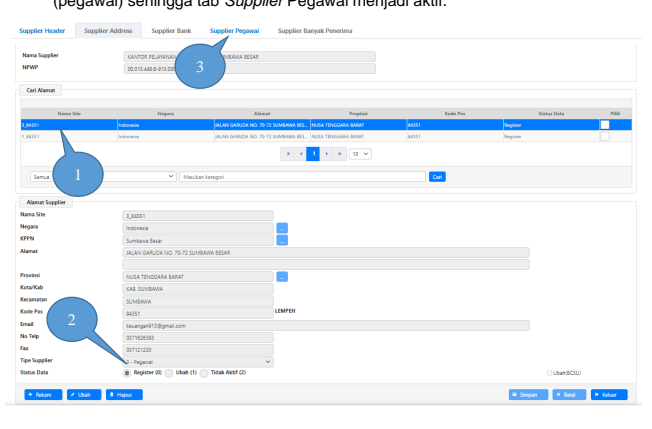 (pegawai) sehingga tab Supplier Pegawai menjadi aktif.
Supplier Header Supplier Address Supplier Bank Supplier Pegawai Supplier Banyak Penerima
Nama Supplier KANTOR PELAYANAN SUMBAWA BESAR
NPWP 00.013.448.6-913.000
3
Cari Alamat
Nama Site Negara Alamat Propinsi Kode Pos Status Data Pilih
3_84351 Indonesia JALAN GARUDA NO. 70-72 SUMBAWA BES... NUSA TENGGARA BARAT 84351 Register
1_84351 Indonesia JALAN GARUDA NO. 70-72 SUMBAWA BES... NUSA TENGGARA BARAT 84351 Register
1 10
Semua Masukan kategori Cari
1
Alamat Supplier
Nama Site 3_84351
Negara Indonesia ...
KPPN Sumbawa Besar ...
Alamat JALAN GARUDA NO. 70-72 SUMBAWA BESAR
Provinsi NUSA TENGGARA BARAT ...
Kota/Kab KAB. SUMBAWA
Kecamatan SUMBAWA
Kode Pos 84351 LEMPEH
Email keuangan913@gmail.com
2
No Telp 0371626393
Fax 037121230
Tipe Supplier 3 - Pegawai
Status Data Register (0) Ubah (1) Tidak Aktif (2) Ubah(BCSU)
+ Rekam Ubah Hapus Simpan Batal Keluar